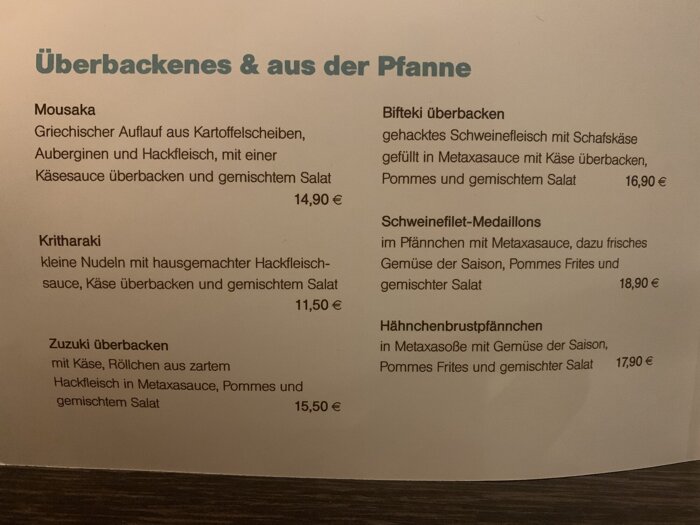 Überbackenes & aus der Pfanne
Mousaka
Griechischer Auflauf aus Kartoffelscheiben,
Auberginen und Hackfleisch, mit einer
Käsesauce überbacken und gemischtem Salat
14,90 €
Kritharaki
kleine Nudeln mit hausgemachter Hackfleisch-
sauce, Käse überbacken und gemischtem Salat
11,50 €
Zuzuki überbacken
mit Käse, Röllchen aus zartem
Hackfleisch in Metaxasauce, Pommes und
gemischtem Salat 15,50 €
Bifteki überbacken
gehacktes Schweinefleisch mit Schafskäse
gefüllt in Metaxasauce mit Käse überbacken,
Pommes und gemischtem Salat 16,90 €
Schweinefilet-Medaillons
im Pfännchen mit Metaxasauce, dazu frisches
Gemüse der Saison, Pommes Frites und
gemischter Salat 18,90 €
Hähnchenbrustpfännchen
in Metaxasoße mit Gemüse der Saison,
Pommes Frites und gemischter Salat 17,90 €